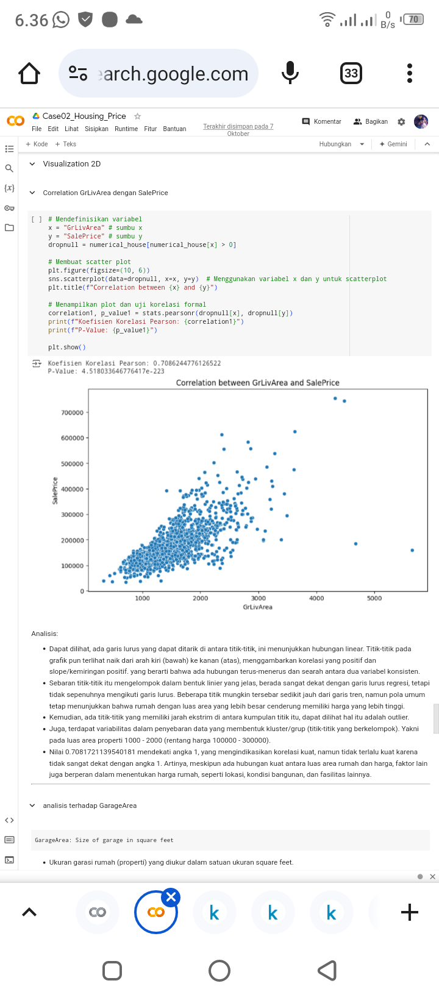 6.36
0
B/s
70
arch.google.com
33
Case02_Housing_Price
File Edit Lihat Sisipkan Runtime Fitur Bantuan
Terakhir disimpan pada 7
Oktober
Komentar
Bagikan
+ Kode + Teks
Hubungkan
Gemini
Visualization 2D
Correlation GrLivArea dengan SalePrice
[ ] # Mendefinisikan variabel
x = "GrLivArea" # sumbu x
y = "SalePrice" # sumbu y
dropnull = numerical_house[numerical_house[x] > 0]
# Membuat scatter plot
plt.figure(figsize=(10, 6))
sns.scatterplot(data=dropnull, x=x, y=y) # Menggunakan variabel x dan y untuk scatterplot
plt.title(f"Correlation between {x} and {y}")
# Menampilkan plot dan uji korelasi formal
correlation1, p_value1 = stats.pearsonr(dropnull[x], dropnull[y])
print(f"Koefisien Korelasi Pearson: {correlation1}")
print(f"P-Value: {p_value1}")
plt.show()
Koefisien Korelasi Pearson: 0.7086244776126522
P-Value: 4.518033646776417e-223
Correlation between GrLivArea and SalePrice
700000
600000
500000
400000
300000
200000
100000
0
SalePrice
1000 2000 3000 4000 5000
GrLivArea
Analisis:
• Dapat dilihat, ada garis lurus yang dapat ditarik di antara titik-titik, ini menunjukkan hubungan linear. Titik-titik pada
grafik pun terlihat naik dari arah kiri (bawah) ke kanan (atas), menggambarkan korelasi yang positif dan
slope/kemiringan positif. yang berarti bahwa ada hubungan terus-menerus dan searah antara dua variabel konsisten.
• Sebaran titik-titik itu mengelompok dalam bentuk linier yang jelas, berada sangat dekat dengan garis lurus regresi, tetapi
tidak sepenuhnya mengikuti garis lurus. Beberapa titik mungkin tersebar sedikit jauh dari garis tren, namun pola umum
tetap menunjukkan bahwa rumah dengan luas area yang lebih besar cenderung memiliki harga yang lebih tinggi.
• Kemudian, ada titik-titik yang memiliki jarak ekstrim di antara kumpulan titik itu, dapat dilihat hal itu adalah outlier.
• Juga, terdapat variabilitas dalam penyebaran data yang membentuk kluster/grup (titik-titik yang berkelompok). Yakni
pada luas area properti 1000 - 2000 (rentang harga 100000 - 300000).
• Nilai 0.7081721139540181 mendekati angka 1, yang mengindikasikan korelasi kuat, namun tidak terlalu kuat karena
tidak sangat dekat dengan angka 1. Artinya, meskipun ada hubungan kuat antara luas area rumah dan harga, faktor lain
juga berperan dalam menentukan harga rumah, seperti lokasi, kondisi bangunan, dan fasilitas lainnya.
analisis terhadap GarageArea
GarageArea: Size of garage in square feet
• Ukuran garasi rumah (properti) yang diukur dalam satuan ukuran square feet.
k
k
k